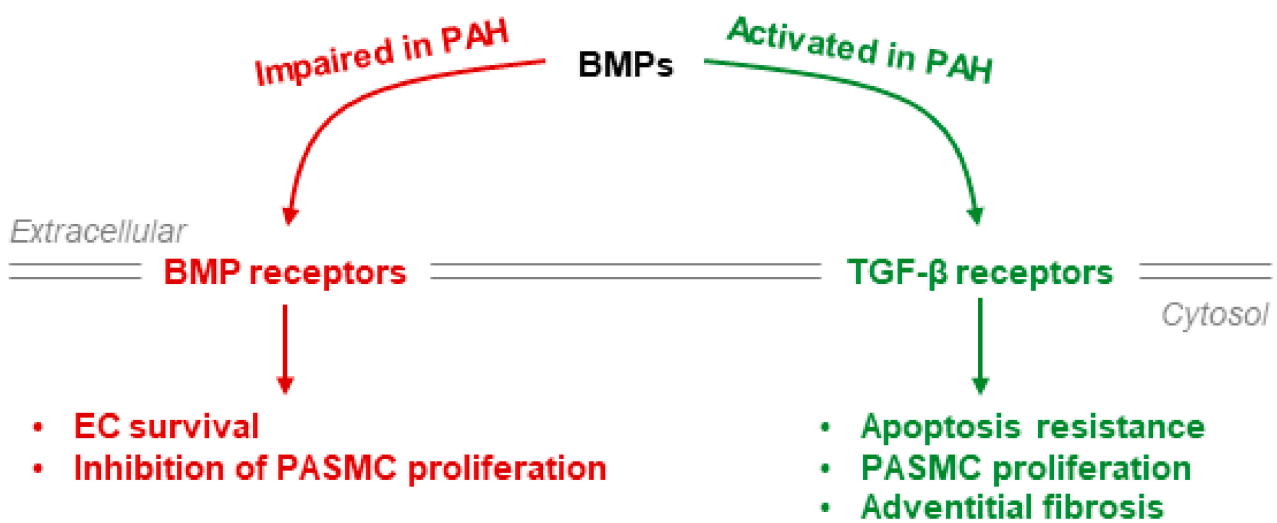 Impaired in PAH
BMPs
Activated in PAH
Extracellular
BMP receptors
TGF-β receptors
Cytosol
• EC survival
• Inhibition of PASMC proliferation
• Apoptosis resistance
• PASMC proliferation
• Adventitial fibrosis